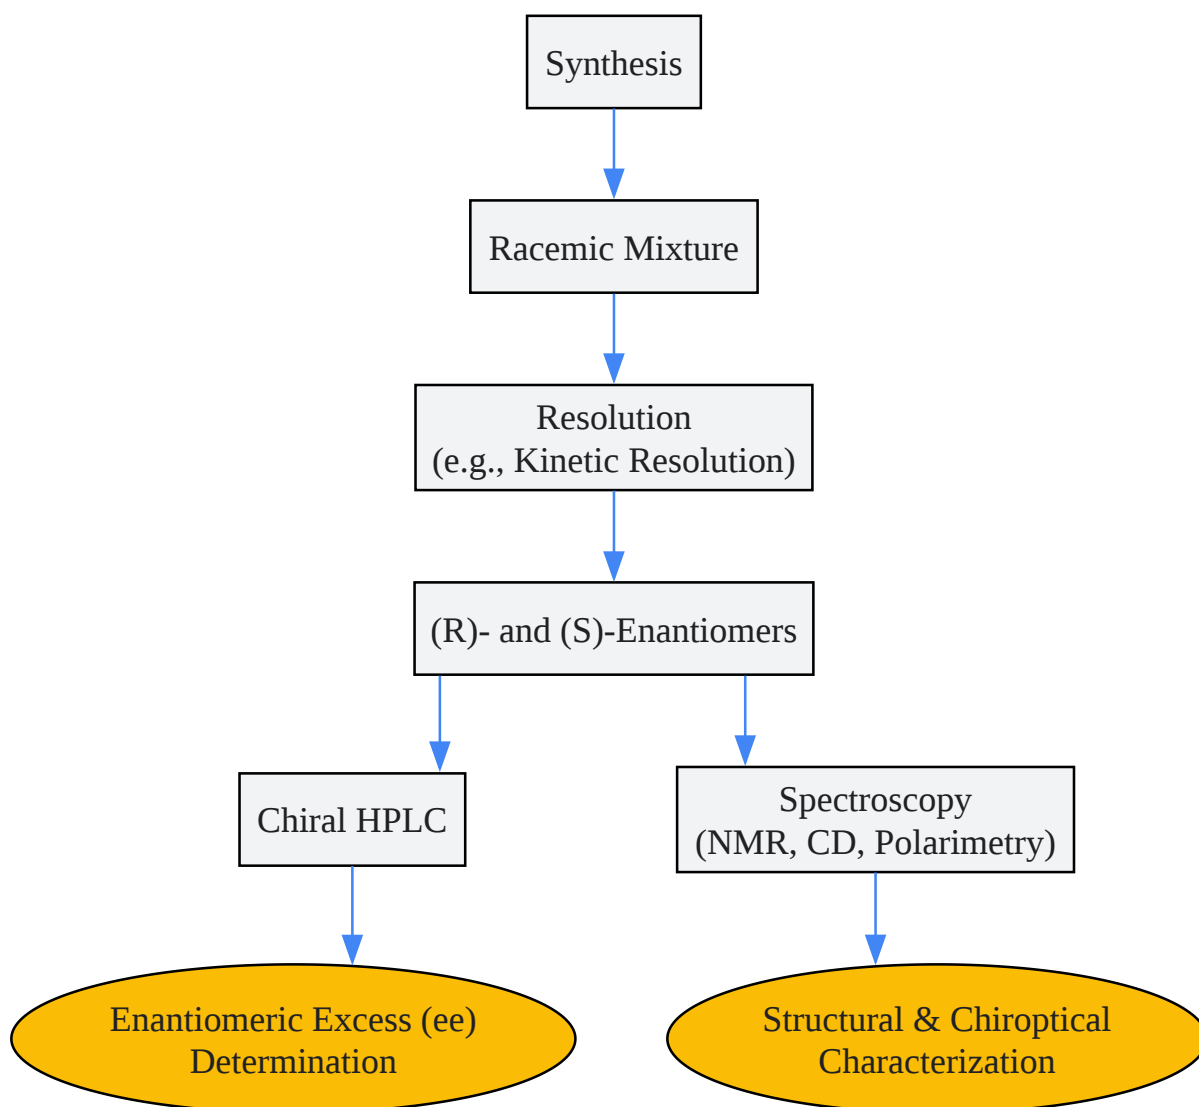 Synthesis
Racemic Mixture
Resolution
(e.g., Kinetic Resolution)
(R)- and (S)-Enantiomers
Chiral HPLC
Spectroscopy
(NMR, CD, Polarimetry)
Enantiomeric Excess (ee)
Determination
Structural & Chiroptical
Characterization